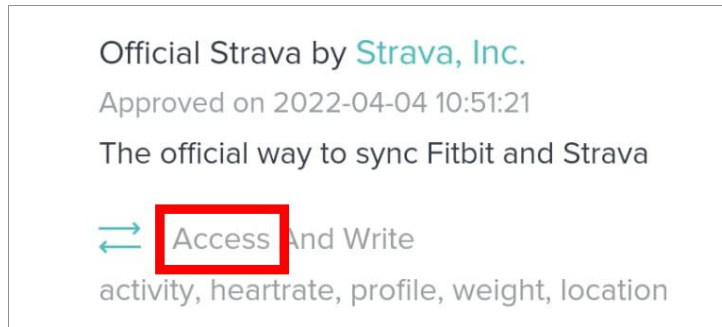 Official Strava by Strava, Inc.
Approved on 2022-04-04 10:51:21
The official way to sync Fitbit and Strava
Access And Write
activity, heartrate, profile, weight, location